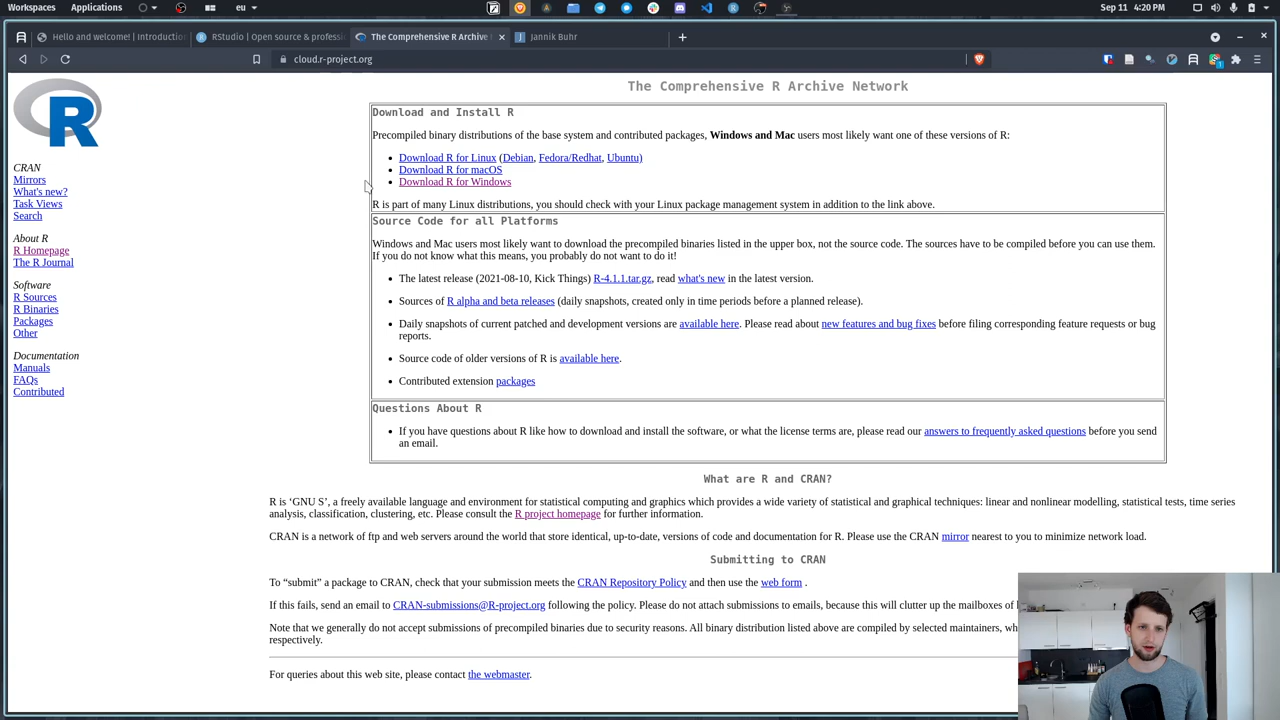 4:20 PM
Hello and welcome! | Introduction
RStudio | Open source & profess
The Comprehensive R Archive
Jannik Buhr
cloud.r-project.org
The Comprehensive R Archive Network
R
CRAN
Mirrors
What's new?
Task Views
Search
About R
R Homepage
The R Journal
Software
R Sources
R Binaries
Packages
Other
Documentation
Manuals
FAQs
Contributed
Download and Install R
Precompiled binary distributions of the base system and contributed packages, Windows and Mac users most likely want one of these versions of R:
• Download R for Linux (Debian, Fedora/Redhat, Ubuntu)
• Download R for macOS
• Download R for Windows
R is part of many Linux distributions, you should check with your Linux package management system in addition to the link above.
Source Code for all Platforms
Windows and Mac users most likely want to download the precompiled binaries listed in the upper box, not the source code. The sources have to be compiled before you can use them.
If you do not know what this means, you probably do not want to do it!
• The latest release (2021-08-10, Kick Things) R-4.1.1.tar.gz, read what's new in the latest version.
• Sources of R alpha and beta releases (daily snapshots, created only in time periods before a planned release).
• Daily snapshots of current patched and development versions are available here. Please read about new features and bug fixes before filing corresponding feature requests or bug
reports.
• Source code of older versions of R is available here.
• Contributed extension packages
Questions About R
• If you have questions about R like how to download and install the software, or what the license terms are, please read our answers to frequently asked questions before you send
an email.
What are R and CRAN?
R is ‘GNU S’, a freely available language and environment for statistical computing and graphics which provides a wide variety of statistical and graphical techniques: linear and nonlinear modelling, statistical tests, time series
analysis, classification, clustering, etc. Please consult the R project homepage for further information.
CRAN is a network of ftp and web servers around the world that store identical, up-to-date, versions of code and documentation for R. Please use the CRAN mirror nearest to you to minimize network load.
Submitting to CRAN
To “submit” a package to CRAN, check that your submission meets the CRAN Repository Policy and then use the web form .
If this fails, send an email to CRAN-submissions@R-project.org following the policy. Please do not attach submissions to emails, because this will clutter up the mailboxes of
Note that we generally do not accept submissions of precompiled binaries due to security reasons. All binary distribution listed above are compiled by selected maintainers,
respectively.
For queries about this web site, please contact the webmaster.